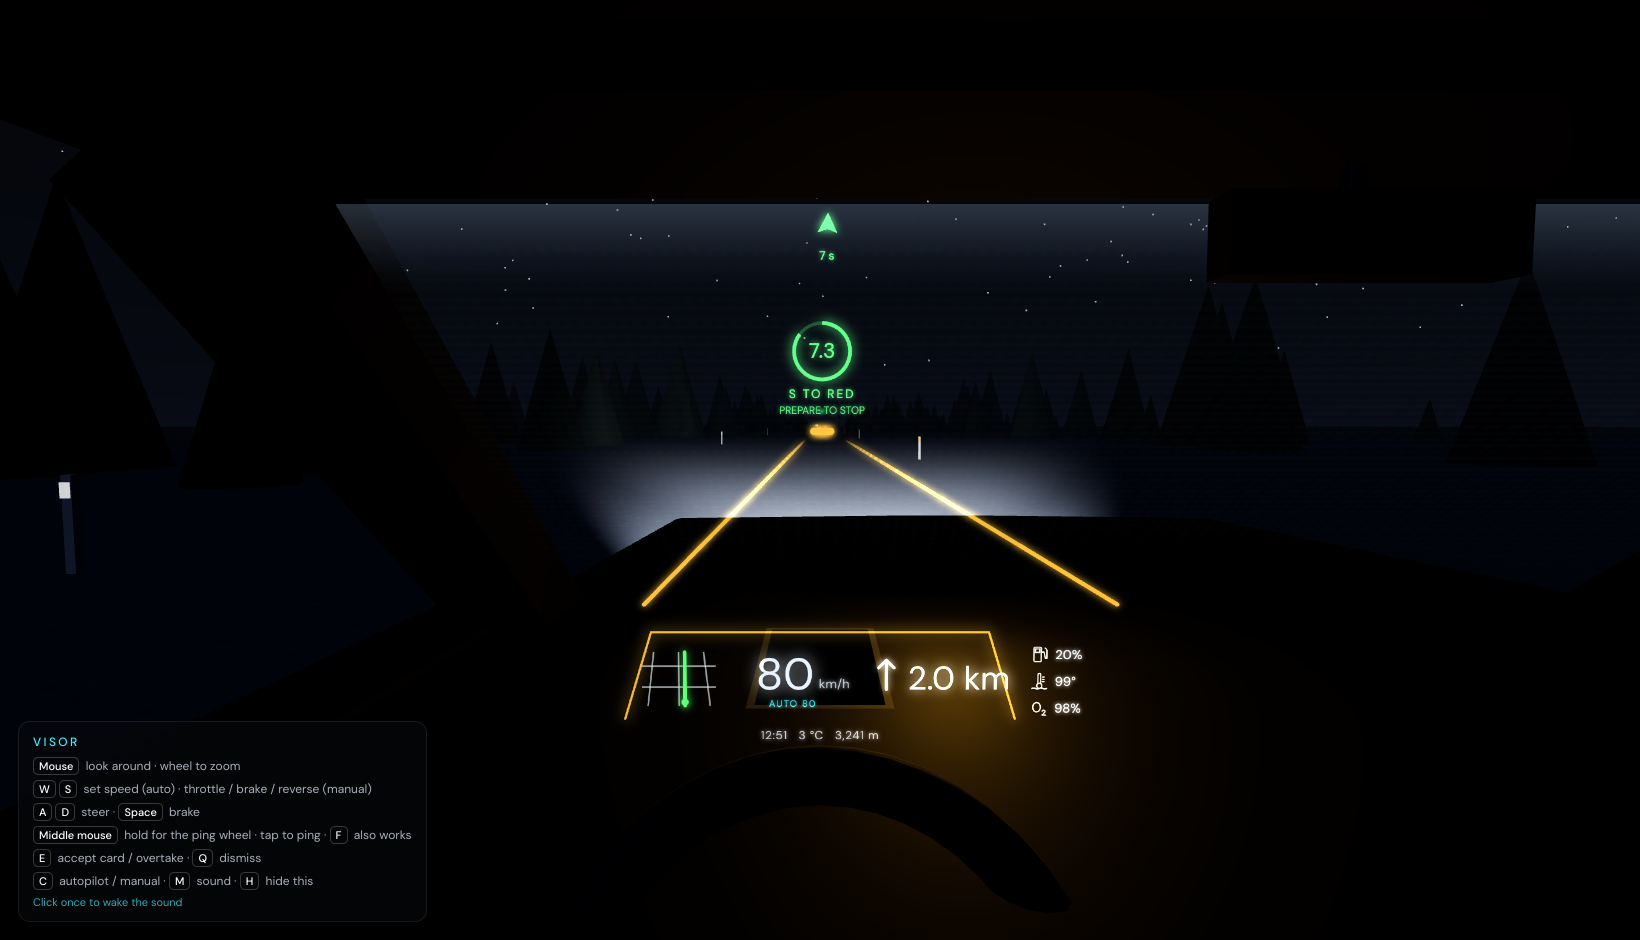 7 s
7.3
S TO RED
PREPARE TO STOP
80 km/h
AUTO 80
2.0 km
20%
99°
O2 98%
12:51 3 °C 3,241 m
VISOR
Mouse look around · wheel to zoom
W S set speed (auto) · throttle / brake / reverse (manual)
A D steer · Space brake
Middle mouse hold for the ping wheel · tap to ping · F also works
E accept card / overtake · Q dismiss
C autopilot / manual · M sound · H hide this
Click once to wake the sound